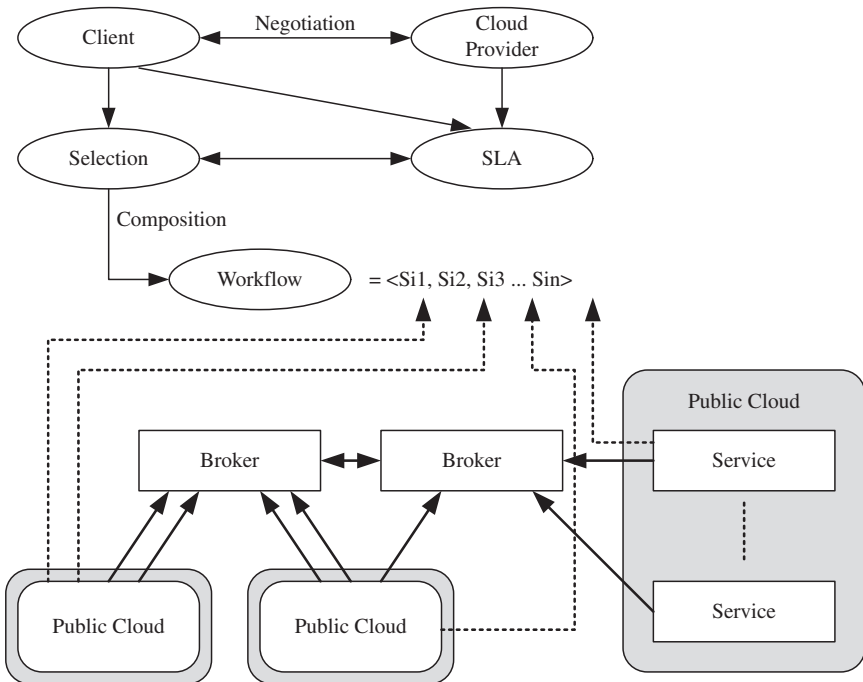 Client
Negotiation
Cloud
Provider
Selection
SLA
Composition
Workflow
= <Si1, Si2, Si3 ... Sin>
Public Cloud
Broker
Broker
Service
Service
Public Cloud
Public Cloud